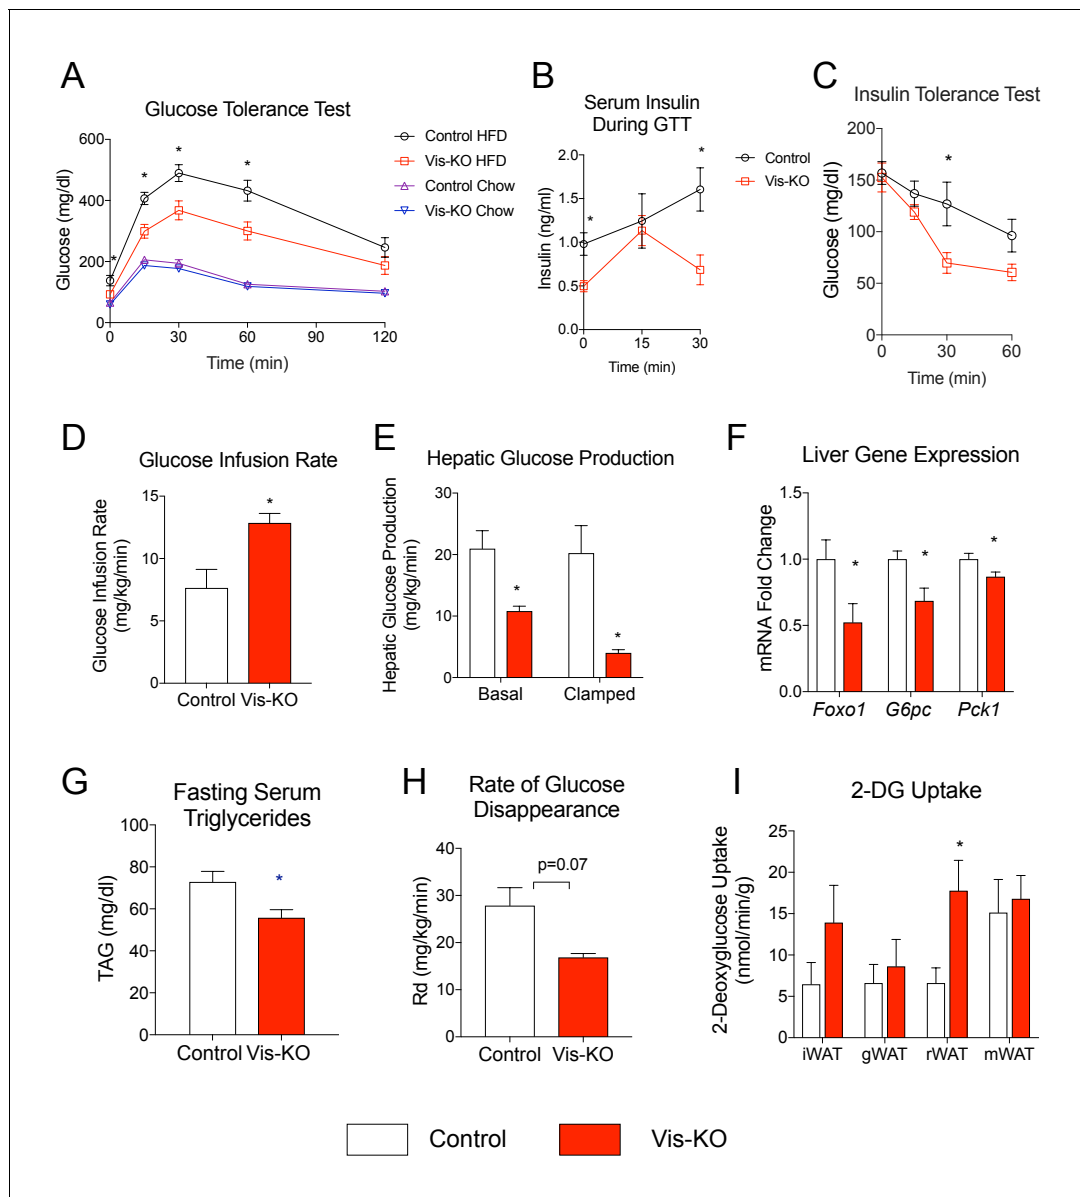 A
Glucose Tolerance Test
Glucose (mg/dl)
600
400
200
0
0
30
60
90
120
Time (min)
*
*
*
*
Control HFD
Vis-KO HFD
Control Chow
Vis-KO Chow
B
Serum Insulin
During GTT
Insulin (ng/ml)
2.0
1.5
1.0
0.5
0.0
0
15
30
Time (min)
*
*
Control
Vis-KO
C
Insulin Tolerance Test
Glucose (mg/dl)
200
150
100
50
0
0
30
60
Time (min)
*
D
Glucose Infusion Rate
Glucose Infusion Rate
(mg/kg/min)
15
10
5
0
*
Control Vis-KO
E
Hepatic Glucose Production
Hepatic Glucose Production
(mg/kg/min)
30
20
10
0
*
*
Basal
Clamped
F
Liver Gene Expression
mRNA Fold Change
1.5
1.0
0.5
0.0
*
*
*
Foxo1
G6pc
Pck1
G
Fasting Serum
Triglycerides
TAG (mg/dl)
100
80
60
40
20
0
*
Control Vis-KO
H
Rate of Glucose
Disappearance
Rd (mg/kg/min)
40
30
20
10
0
p=0.07
Control Vis-KO
I
2-DG Uptake
2-Deoxyglucose Uptake
(nmol/min/g)
25
20
15
10
5
0
*
iWAT
gWAT
rWAT
mWAT
Control
Vis-KO